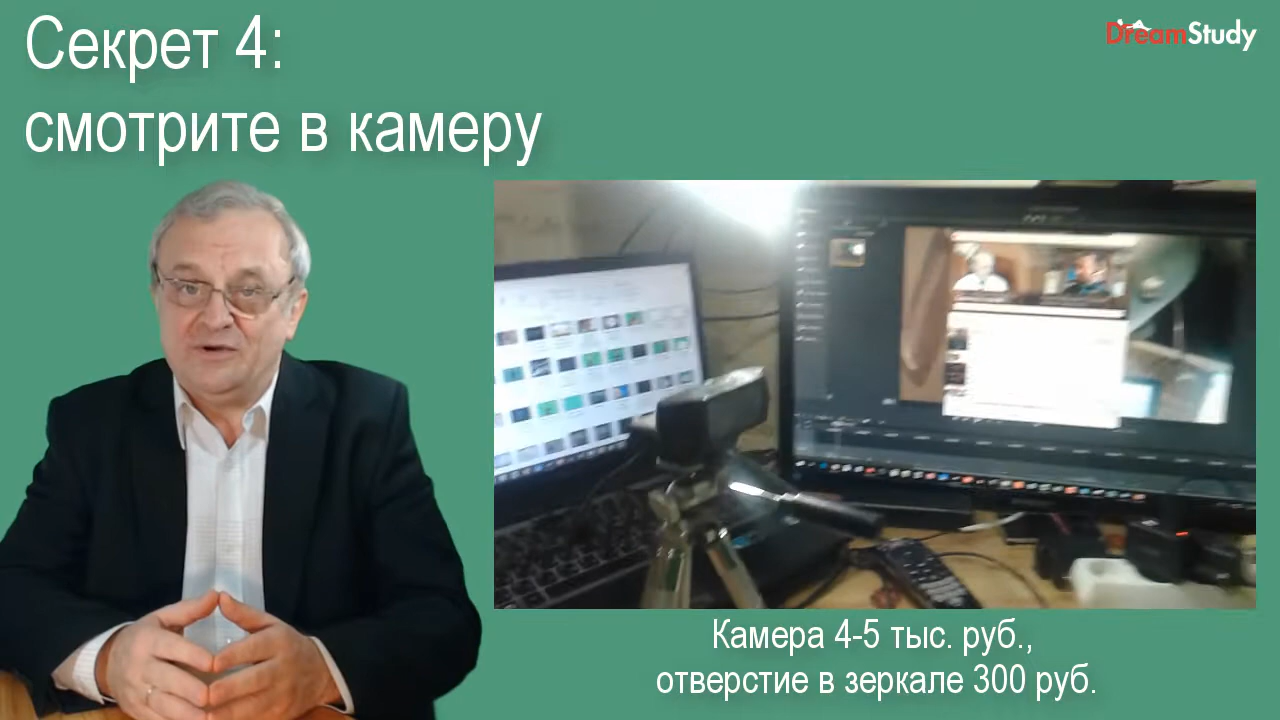 Секрет 4:
DreamStudy
смотрите в камеру
Камера 4-5 тыс. руб.,
отверстие в зеркале 300 руб.